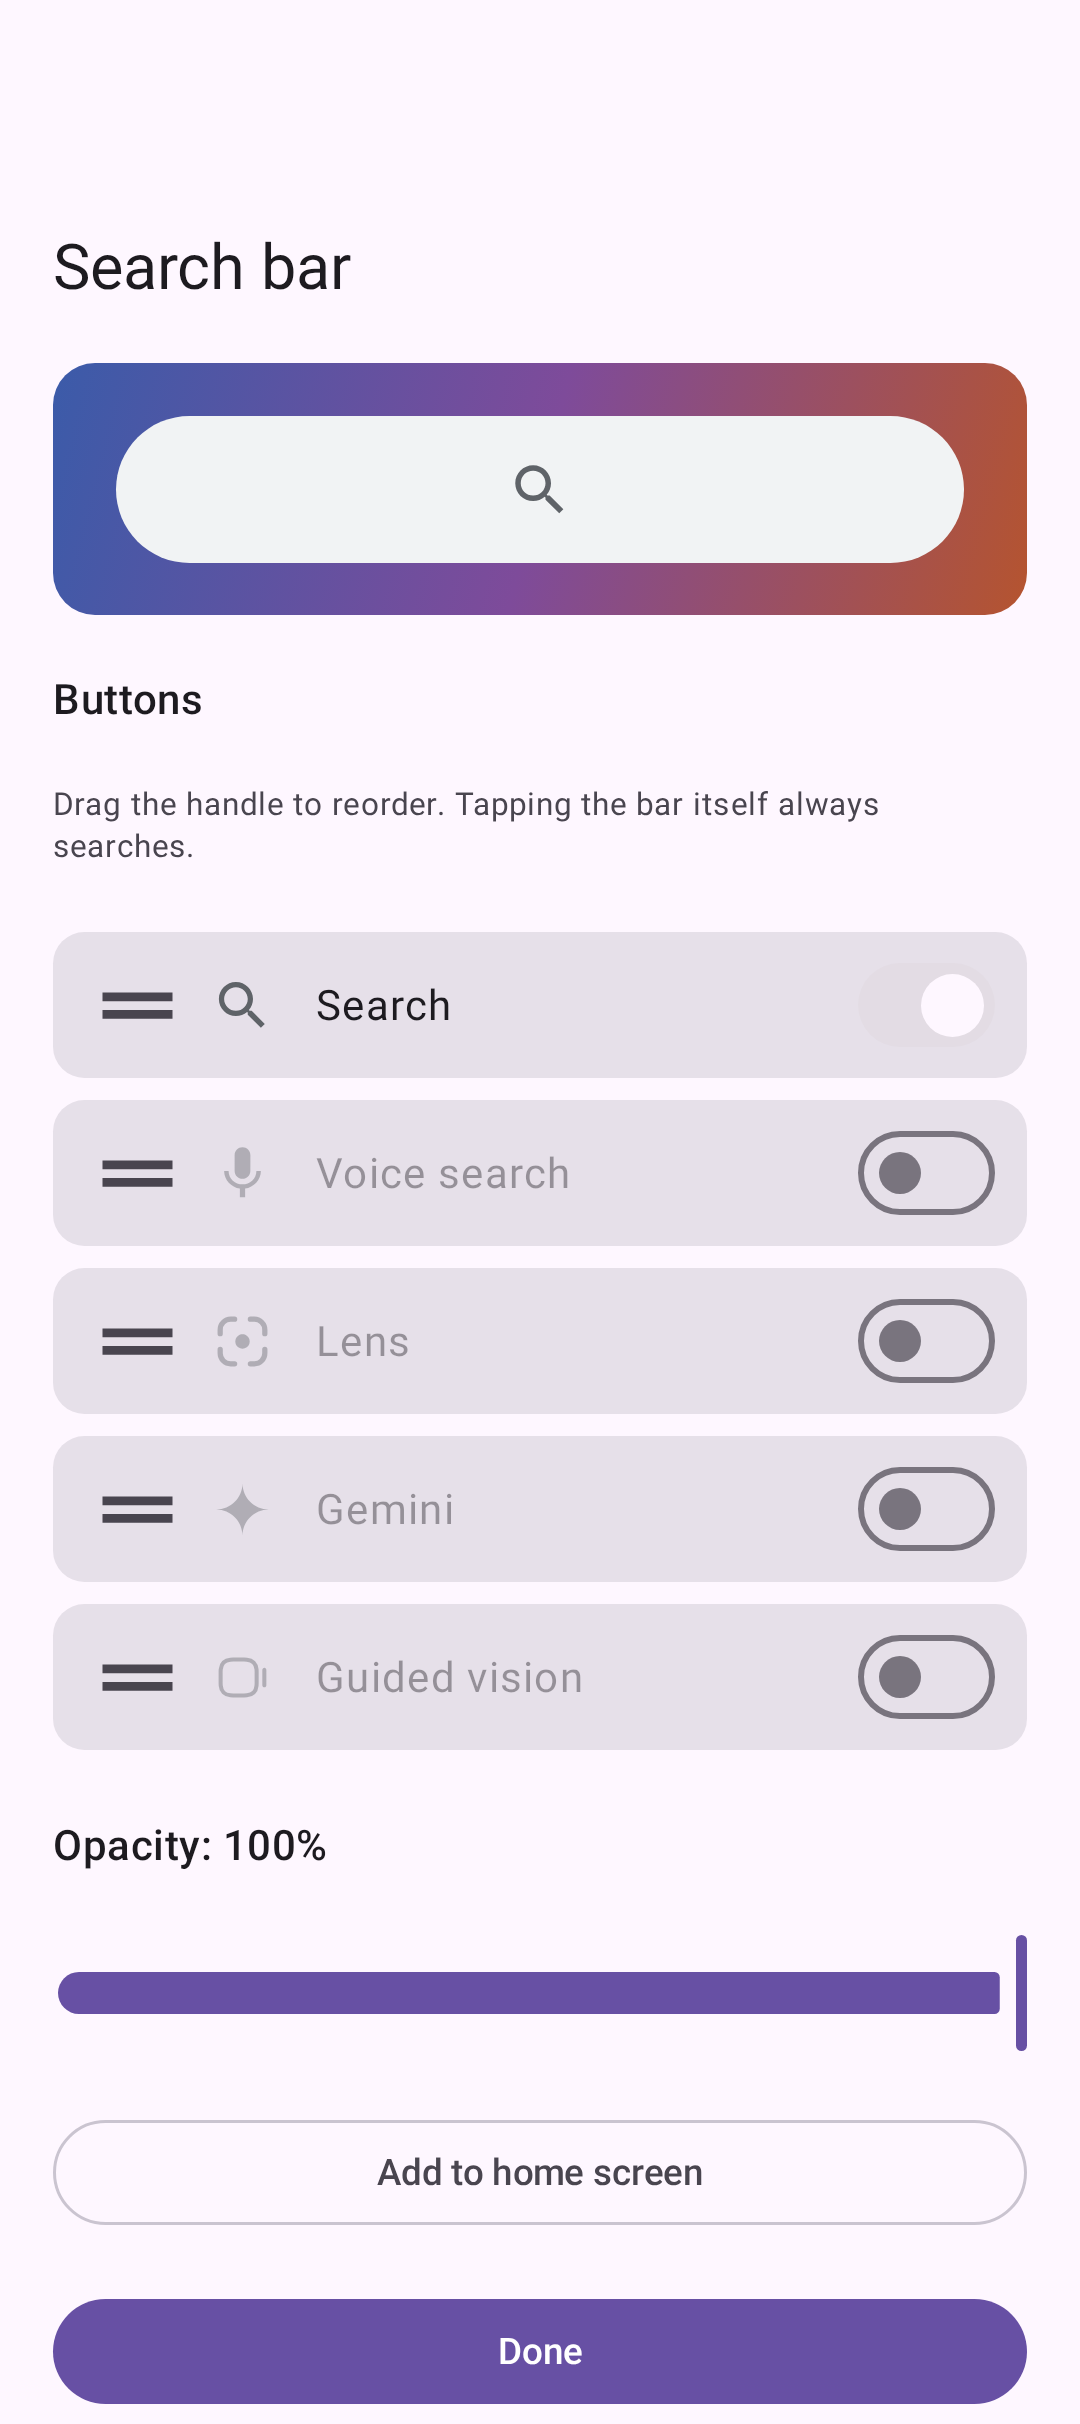 Search bar
Buttons
Drag the handle to reorder. Tapping the bar itself always
searches.
Search
Voice search
Lens
Gemini
Guided vision
Opacity: 100%
Add to home screen
Done